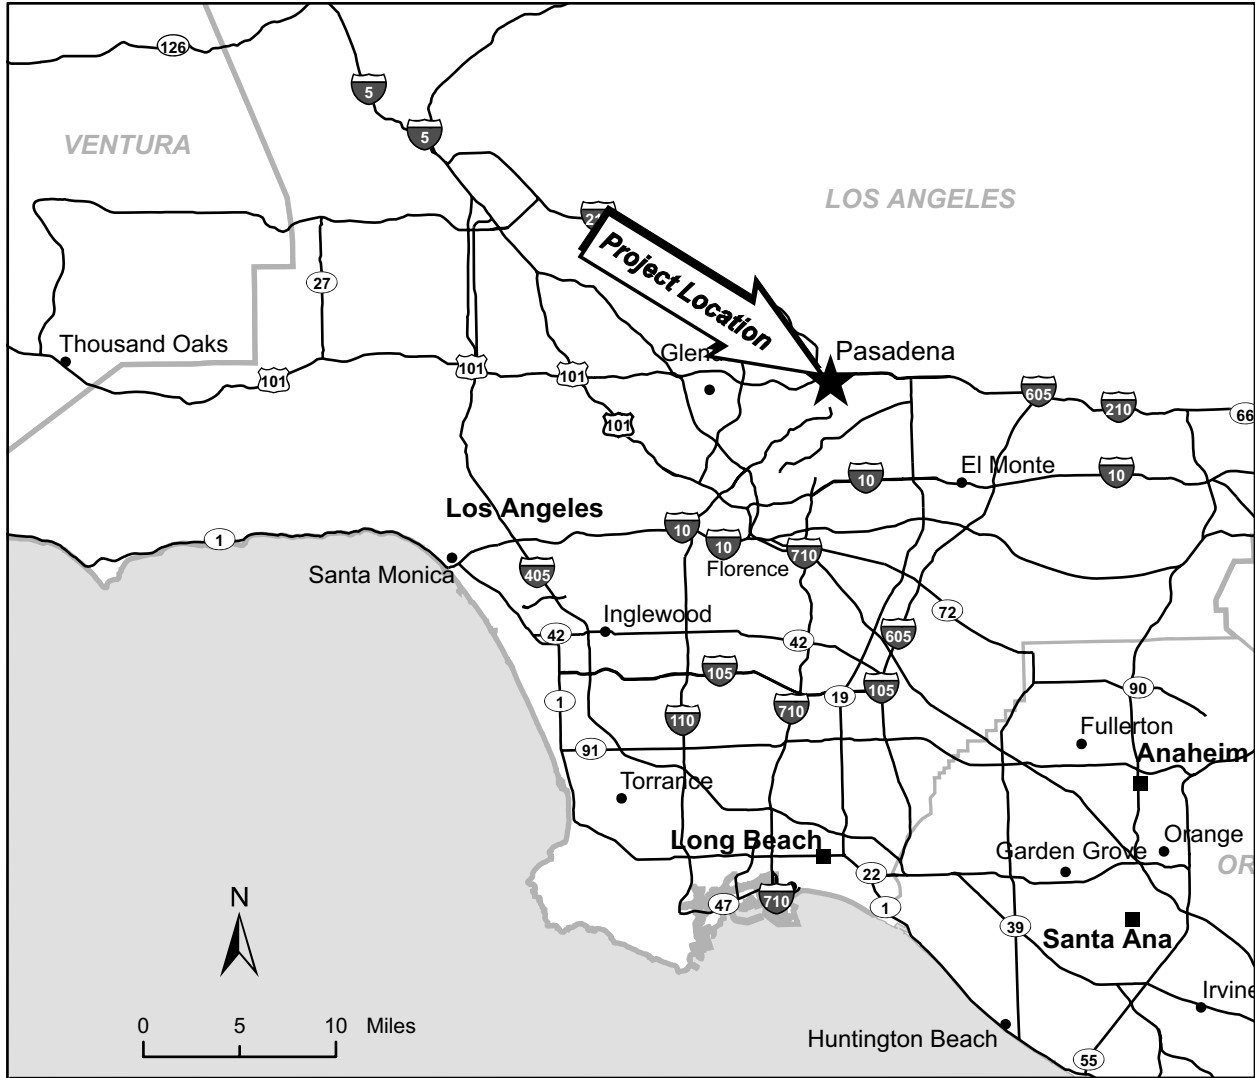 126
5
5
VENTURA
LOS ANGELES
Project Location
27
Thousand Oaks
Pasadena
101
101
101
101
605
210
66
El Monte
10
10
Los Angeles
1
10
10
710
Florence
Santa Monica
405
Inglewood
72
42
42
605
105
105
1
19
90
110
710
Fullerton
91
Anaheim
Torrance
Long Beach
Orange
Garden Grove
22
OR
N
47
710
1
39
Santa Ana
Irvine
0 5 10 Miles
Huntington Beach
55